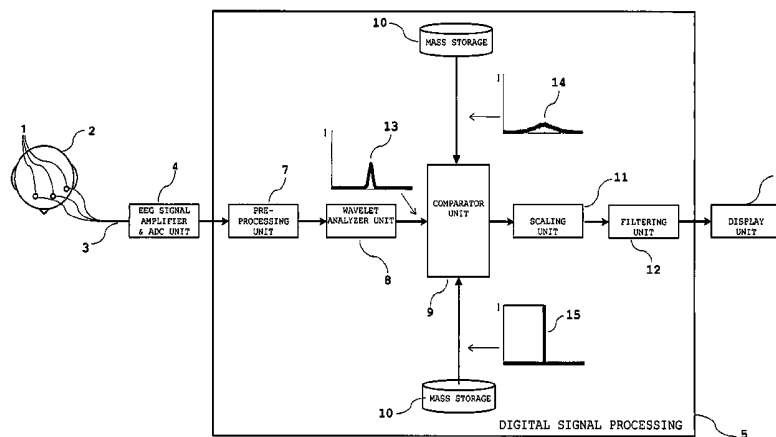 10
MASS STORAGE
14
1
1
2
13
1
4
7
COMPARATOR
UNIT
11
EEG SIGNAL
AMPLIFIER
& ADC UNIT
PRE-
PROCESSING
UNIT
WAVELET
ANALYZER UNIT
SCALING
UNIT
FILTERING
UNIT
DISPLAY
UNIT
3
8
12
9
1
15
10
MASS STORAGE
DIGITAL SIGNAL PROCESSING
5